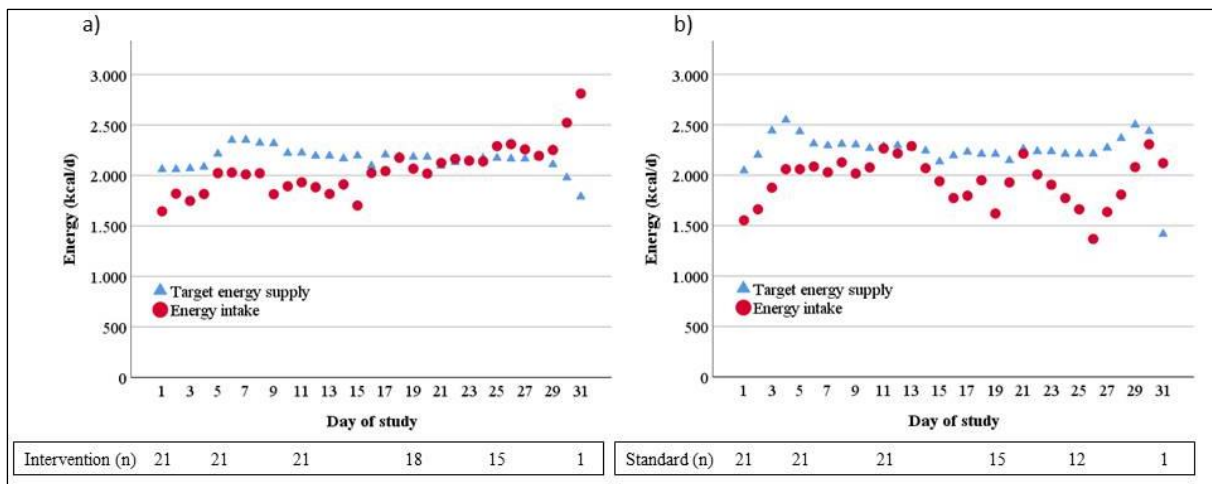 a)
3.000
2.500
2.000
1.500
1.000
500
0
Energy (kcal/d)
Target energy supply
Energy intake
1 3 5 7 9 11 13 15 17 19 21 23 25 27 29 31
Day of study
Intervention (n) 21 21 21 18 15 1
b)
3.000
2.500
2.000
1.500
1.000
500
0
Energy (kcal/d)
Target energy supply
Energy intake
1 3 5 7 9 11 13 15 17 19 21 23 25 27 29 31
Day of study
Standard (n) 21 21 21 15 12 1